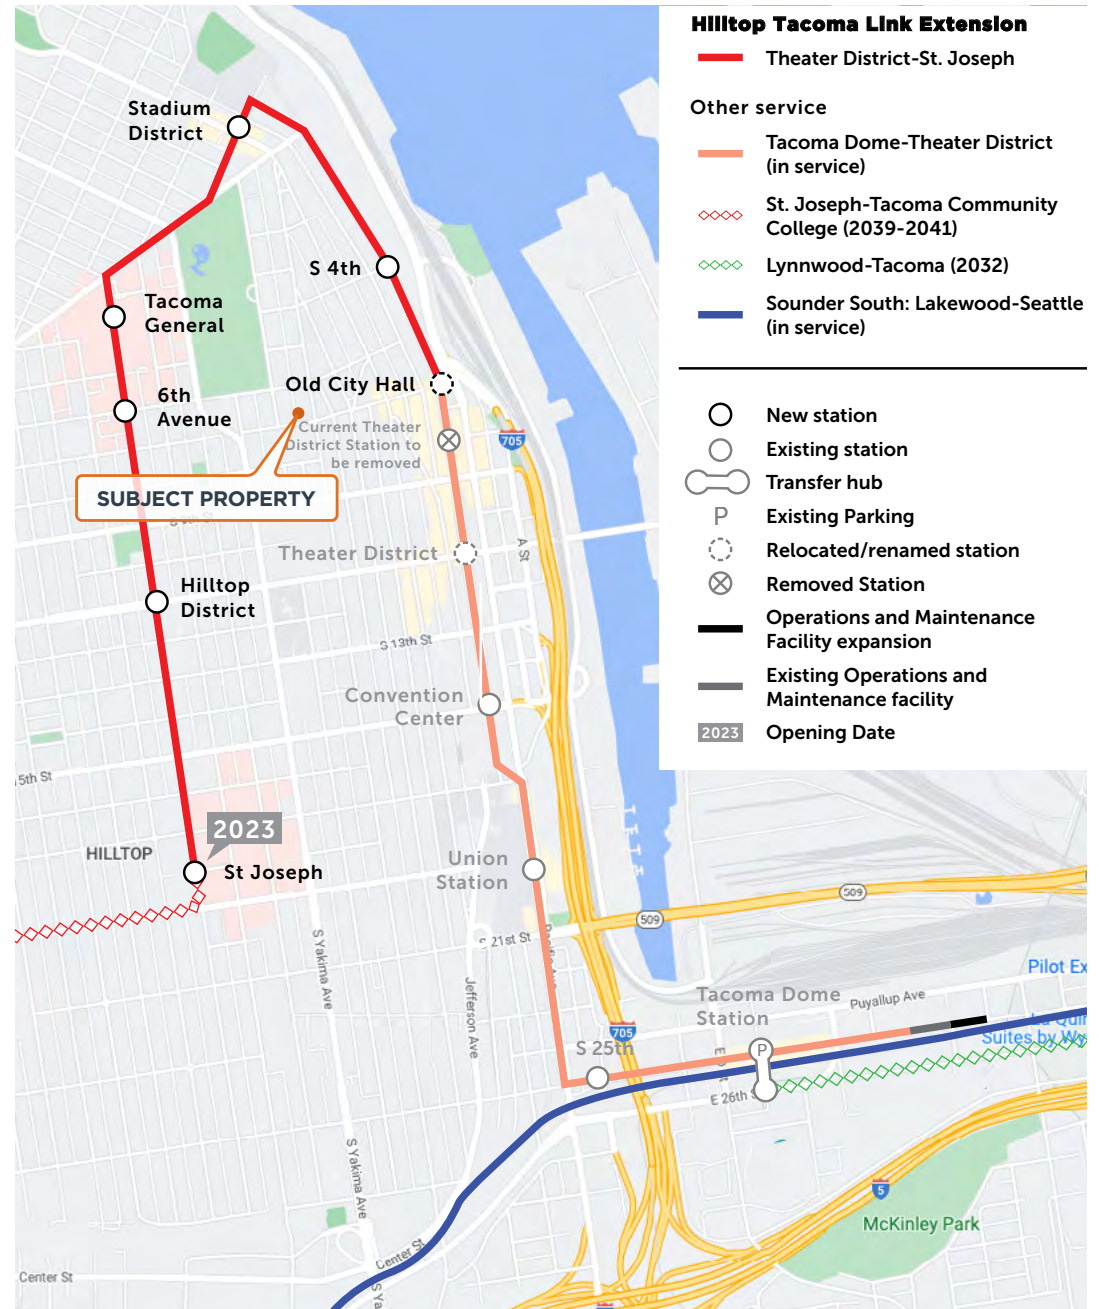 Hilltop Tacoma Link Extension
Theater District-St. Joseph
Other service
Tacoma Dome-Theater District
(in service)
St. Joseph-Tacoma Community
College (2039-2041)
Lynnwood-Tacoma (2032)
Sounder South: Lakewood-Seattle
(in service)
New station
Existing station
Transfer hub
P
Existing Parking
Relocated/renamed station
Removed Station
Operations and Maintenance
Facility expansion
Existing Operations and
Maintenance facility
2023
Opening Date
Stadium
District
S 4th
Tacoma
General
Old City Hall
6th
Avenue
Current Theater
District Station to
be removed
705
SUBJECT PROPERTY
Theater District
A St
Hilltop
District
S 13th St
Convention
Center
5th St
2023
HILLTOP
St Joseph
Union
Station
509
509
S 21st St
Pacific Ave
S Yakima Ave
Jefferson Ave
Pilot Ex
Tacoma Dome
Station
Puyallup Ave
705
S 25th
P
Suites by Wy
E 26th S
S Yakima Ave
5
McKinley Park
Center St
Center St
S Ya